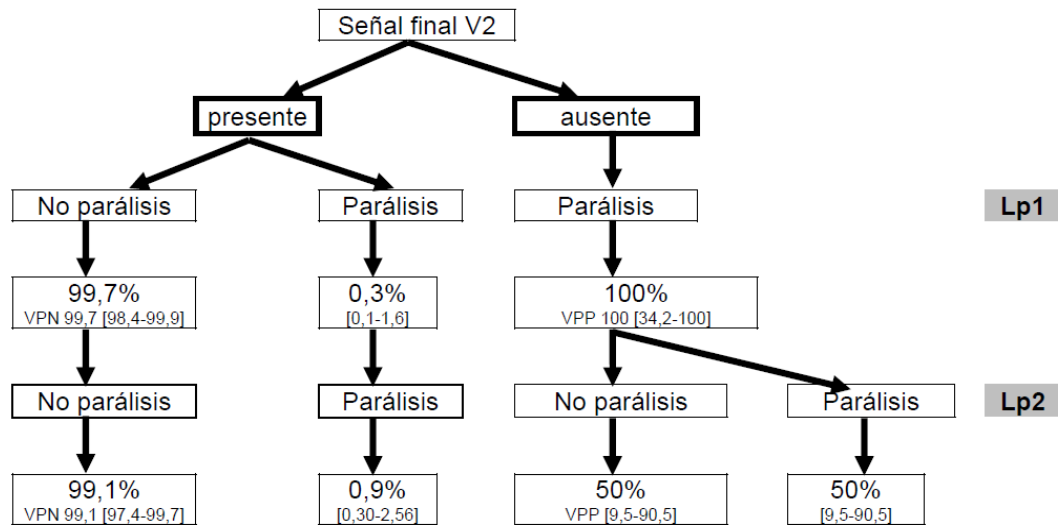 Señal final V2
presente
ausente
No parálisis
Parálisis
Parálisis
Lp1
99,7%
VPN 99,7 [98,4-99,9]
0,3%
[0,1-1,6]
100%
VPP 100 [34,2-100]
No parálisis
Parálisis
No parálisis
Parálisis
Lp2
99,1%
VPN 99,1 [97,4-99,7]
0,9%
[0,30-2,56]
50%
VPP [9,5-90,5]
50%
[9,5-90,5]